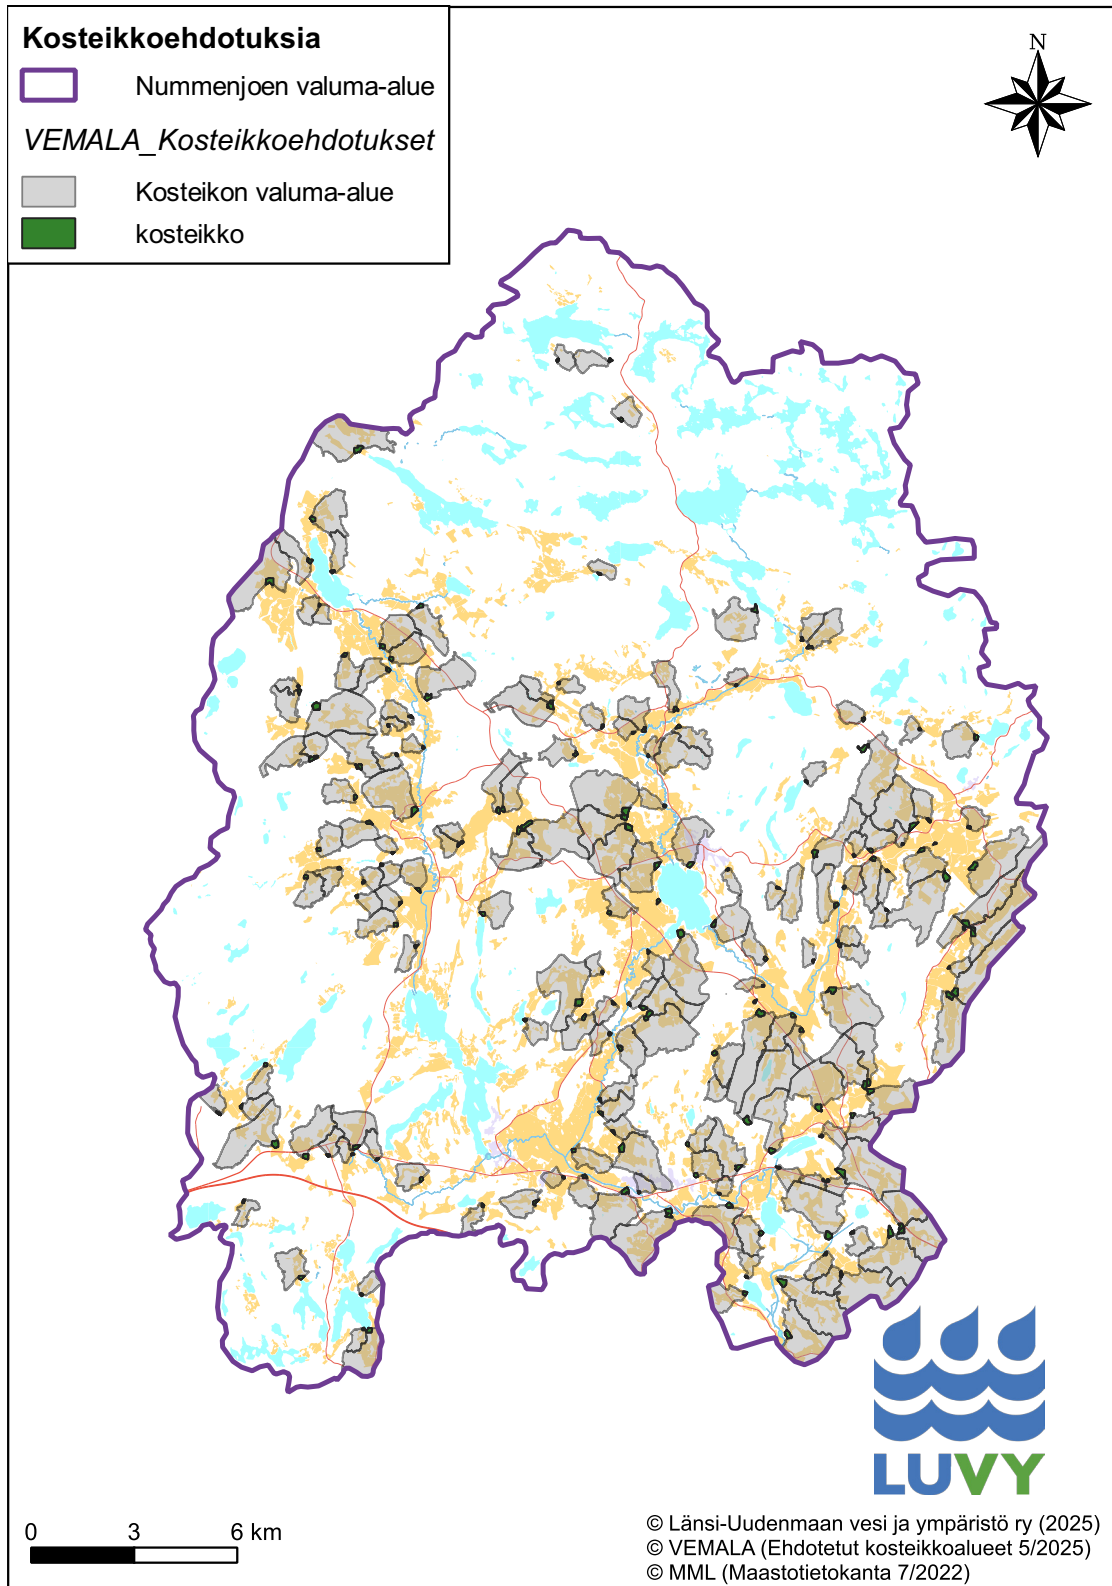 Kosteikkoehdotuksia
Nummenjoen valuma-alue
VEMALA_Kosteikkoehdotukset
Kosteikon valuma-alue
kosteikko
N
LUVY
0 3 6 km
© Länsi-Uudenmaan vesi ja ympäristö ry (2025)
© VEMALA (Ehdotetut kosteikkoalueet 5/2025)
© MML (Maastotietokanta 7/2022)